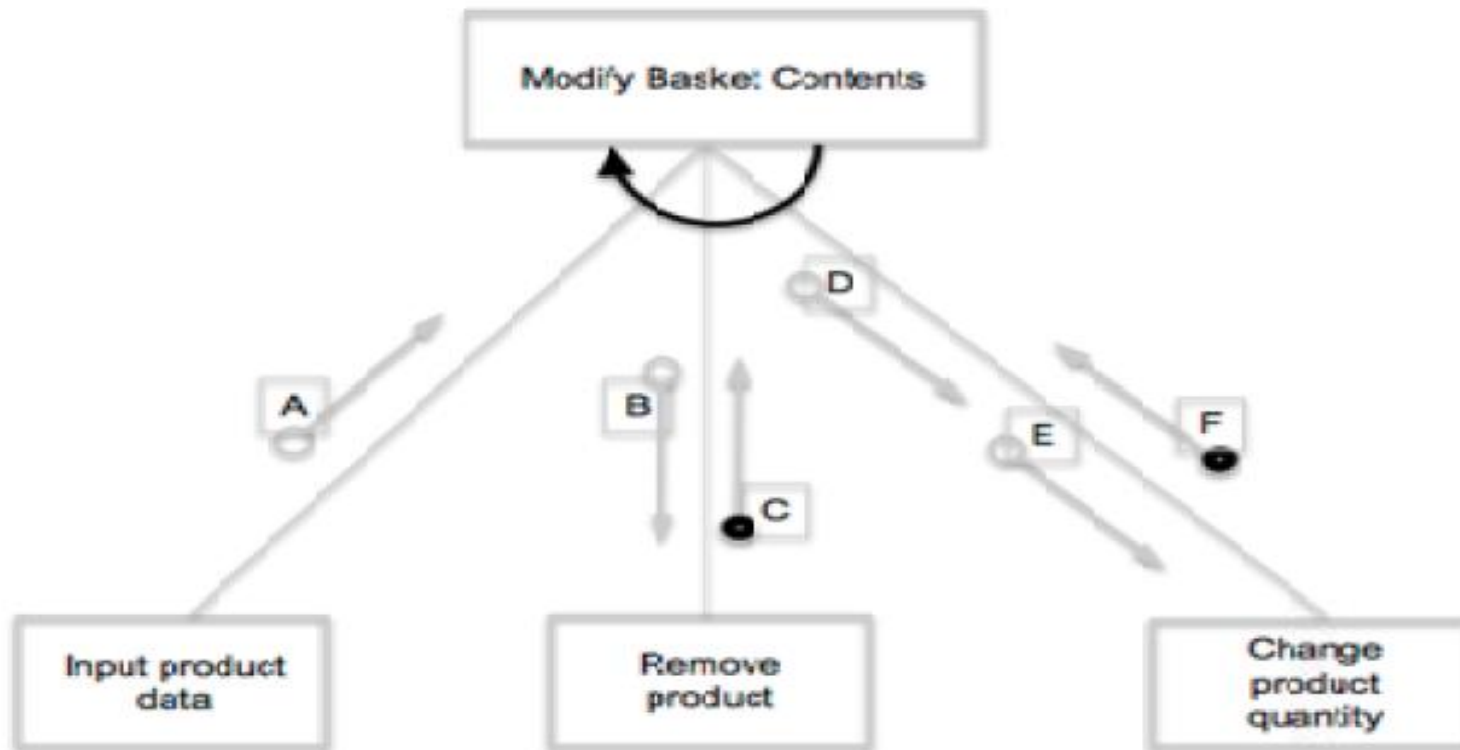 Modify Basket Contents
D
A
B
E
F
C
Input product
data
Remove
product
Change
product
quantity